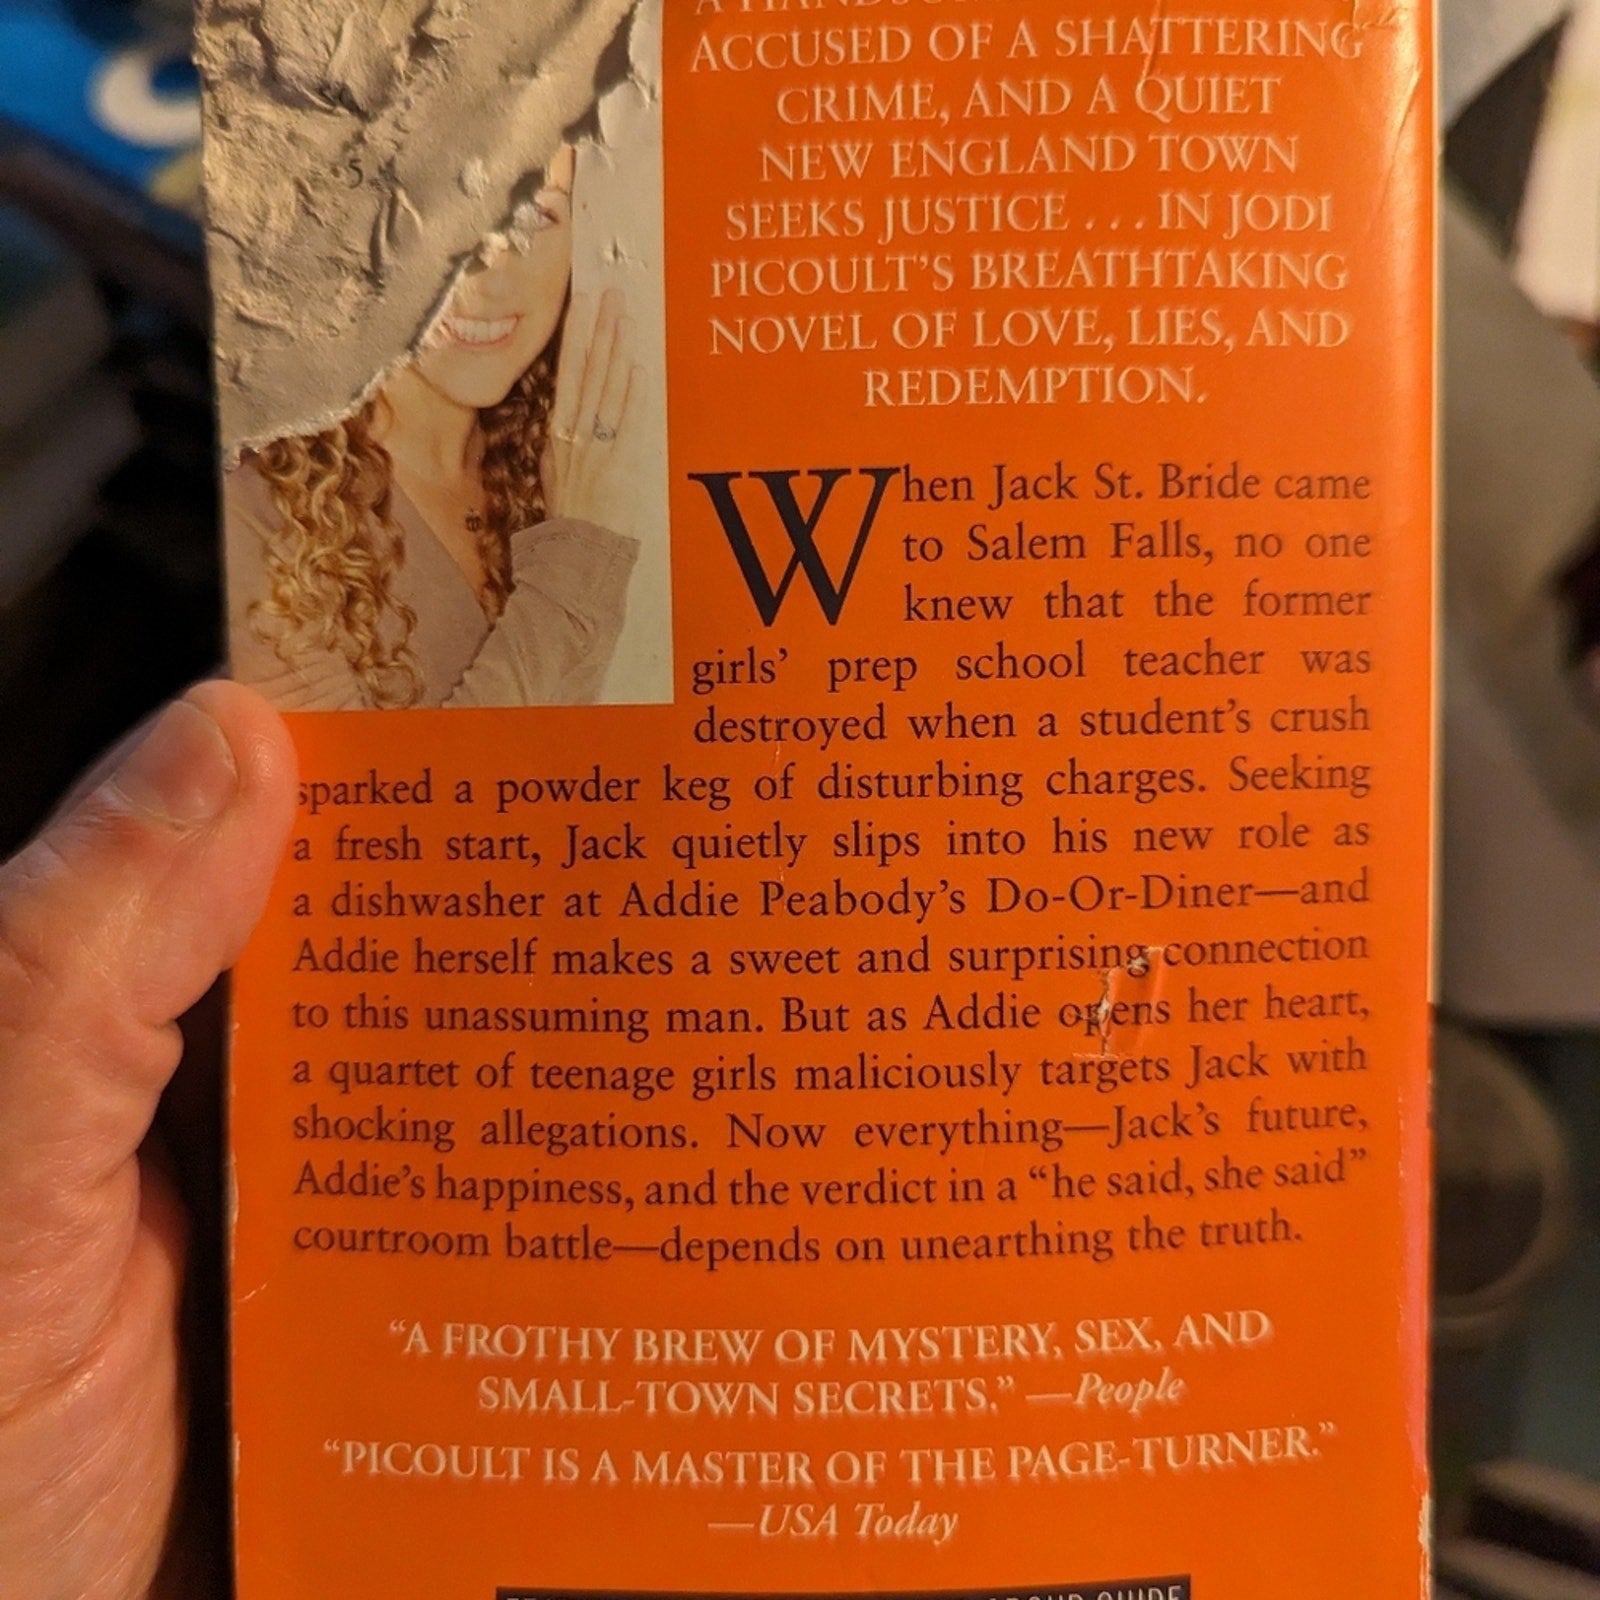 ACCUSED OF A SHATTERING
CRIME, AND A QUIET
NEW ENGLAND TOWN
SEEKS JUSTICE . . . IN JODI
PICOULT'S BREATHTAKING
NOVEL OF LOVE, LIES, AND
REDEMPTION.
When Jack St. Bride came
to Salem Falls, no one
knew that the former
girls' prep school teacher was
destroyed when a student's crush
sparked a powder keg of disturbing charges. Seeking
a fresh start, Jack quietly slips into his new role as
a dishwasher at Addie Peabody's Do-Or-Diner—and
Addie herself makes a sweet and surprising connection
to this unassuming man. But as Addie opens her heart,
a quartet of teenage girls maliciously targets Jack with
shocking allegations. Now everything—Jack's future,
Addie's happiness, and the verdict in a “he said, she said”
courtroom battle—depends on unearthing the truth.
“A FROTHY BREW OF MYSTERY, SEX, AND
SMALL-TOWN SECRETS.” —People
“PICOULT IS A MASTER OF THE PAGE-TURNER.”
—USA Today
GUIDE